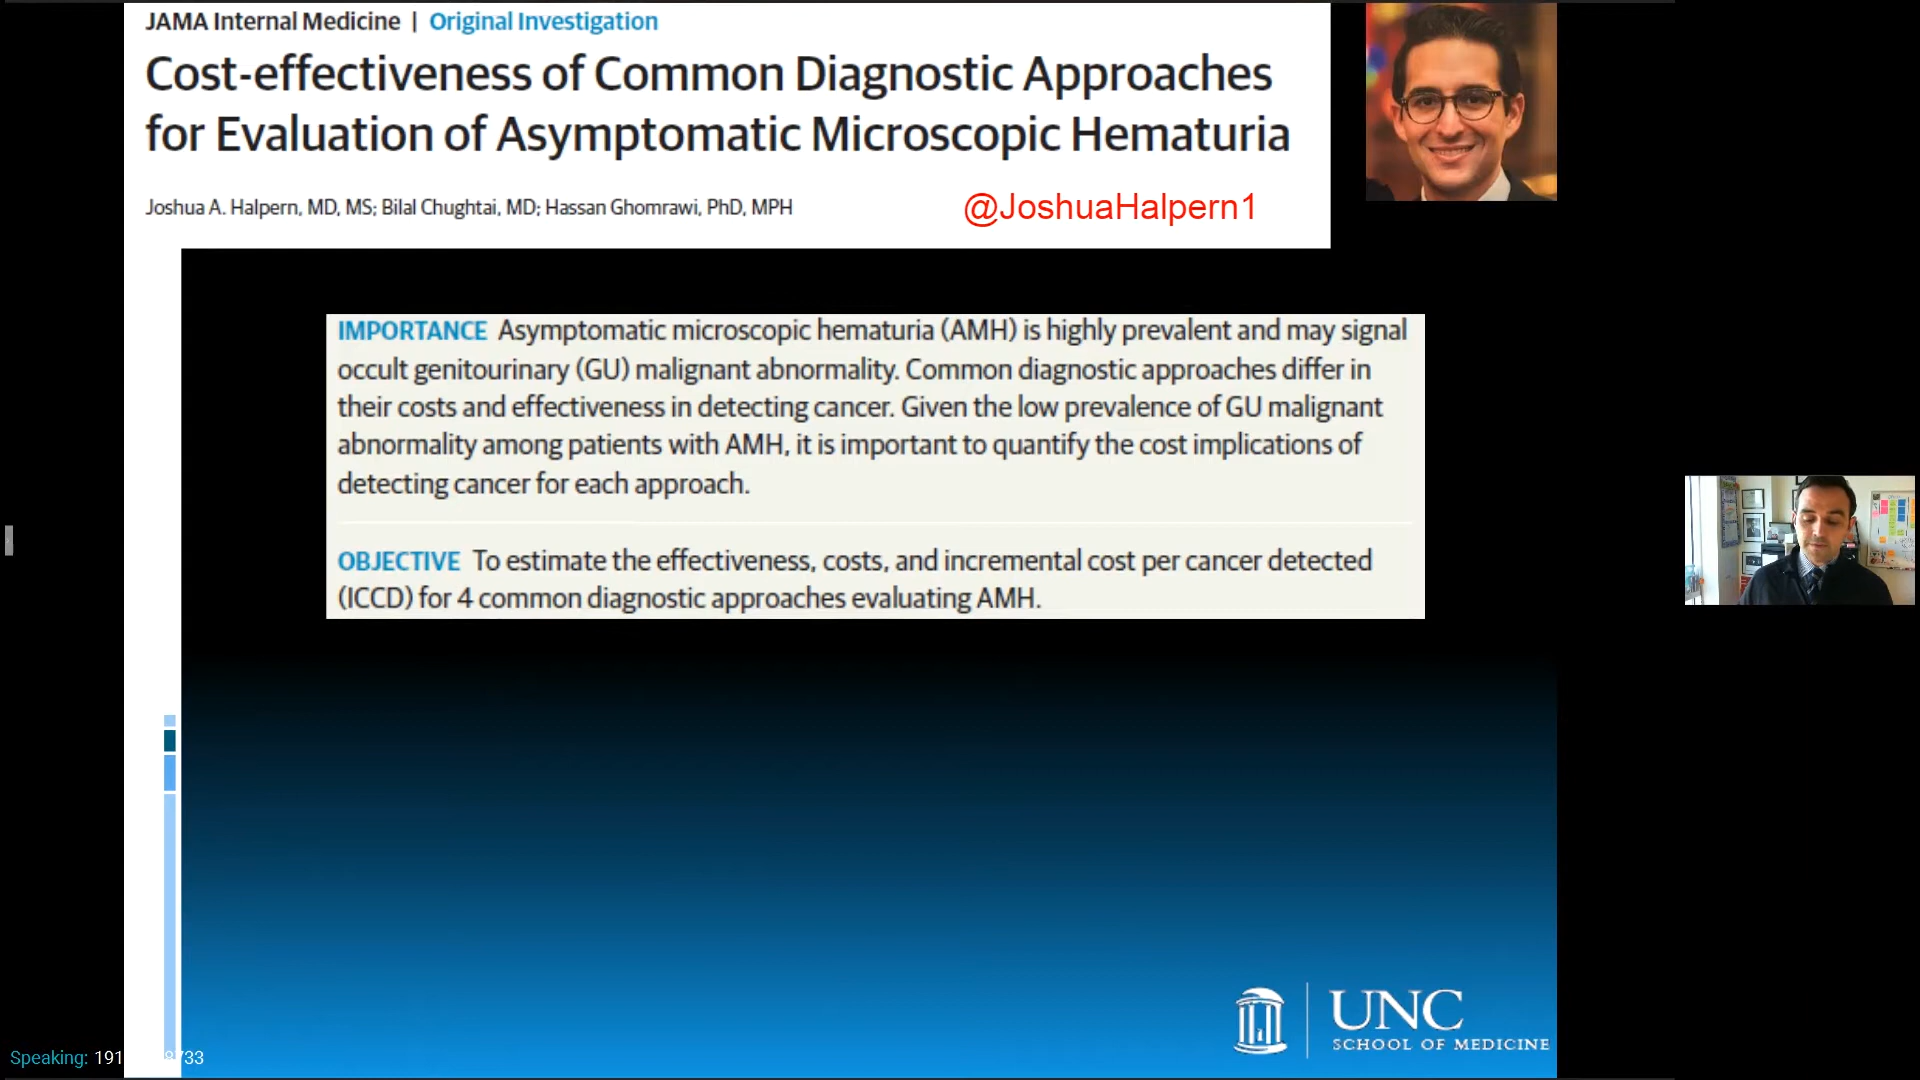 JAMA Internal Medicine | Original Investigation
Cost-effectiveness of Common Diagnostic Approaches
for Evaluation of Asymptomatic Microscopic Hematuria
Joshua A. Halpern, MD, MS; Bilal Chughtai, MD; Hassan Ghomrawi, PhD, MPH
@JoshuaHalpern1
IMPORTANCE Asymptomatic microscopic hematuria (AMH) is highly prevalent and may signal
occult genitourinary (GU) malignant abnormality. Common diagnostic approaches differ in
their costs and effectiveness in detecting cancer. Given the low prevalence of GU malignant
abnormality among patients with AMH, it is important to quantify the cost implications of
detecting cancer for each approach.
OBJECTIVE To estimate the effectiveness, costs, and incremental cost per cancer detected
(ICCD) for 4 common diagnostic approaches evaluating AMH.
UNC
SCHOOL OF MEDICINE
Speaking: